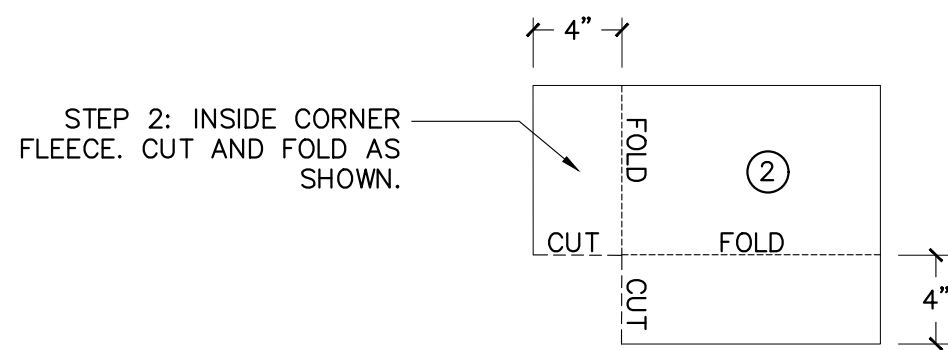 4"
STEP 2: INSIDE CORNER
FLEECE. CUT AND FOLD AS
SHOWN.
FOLD
2
CUT
FOLD
CUT
4"